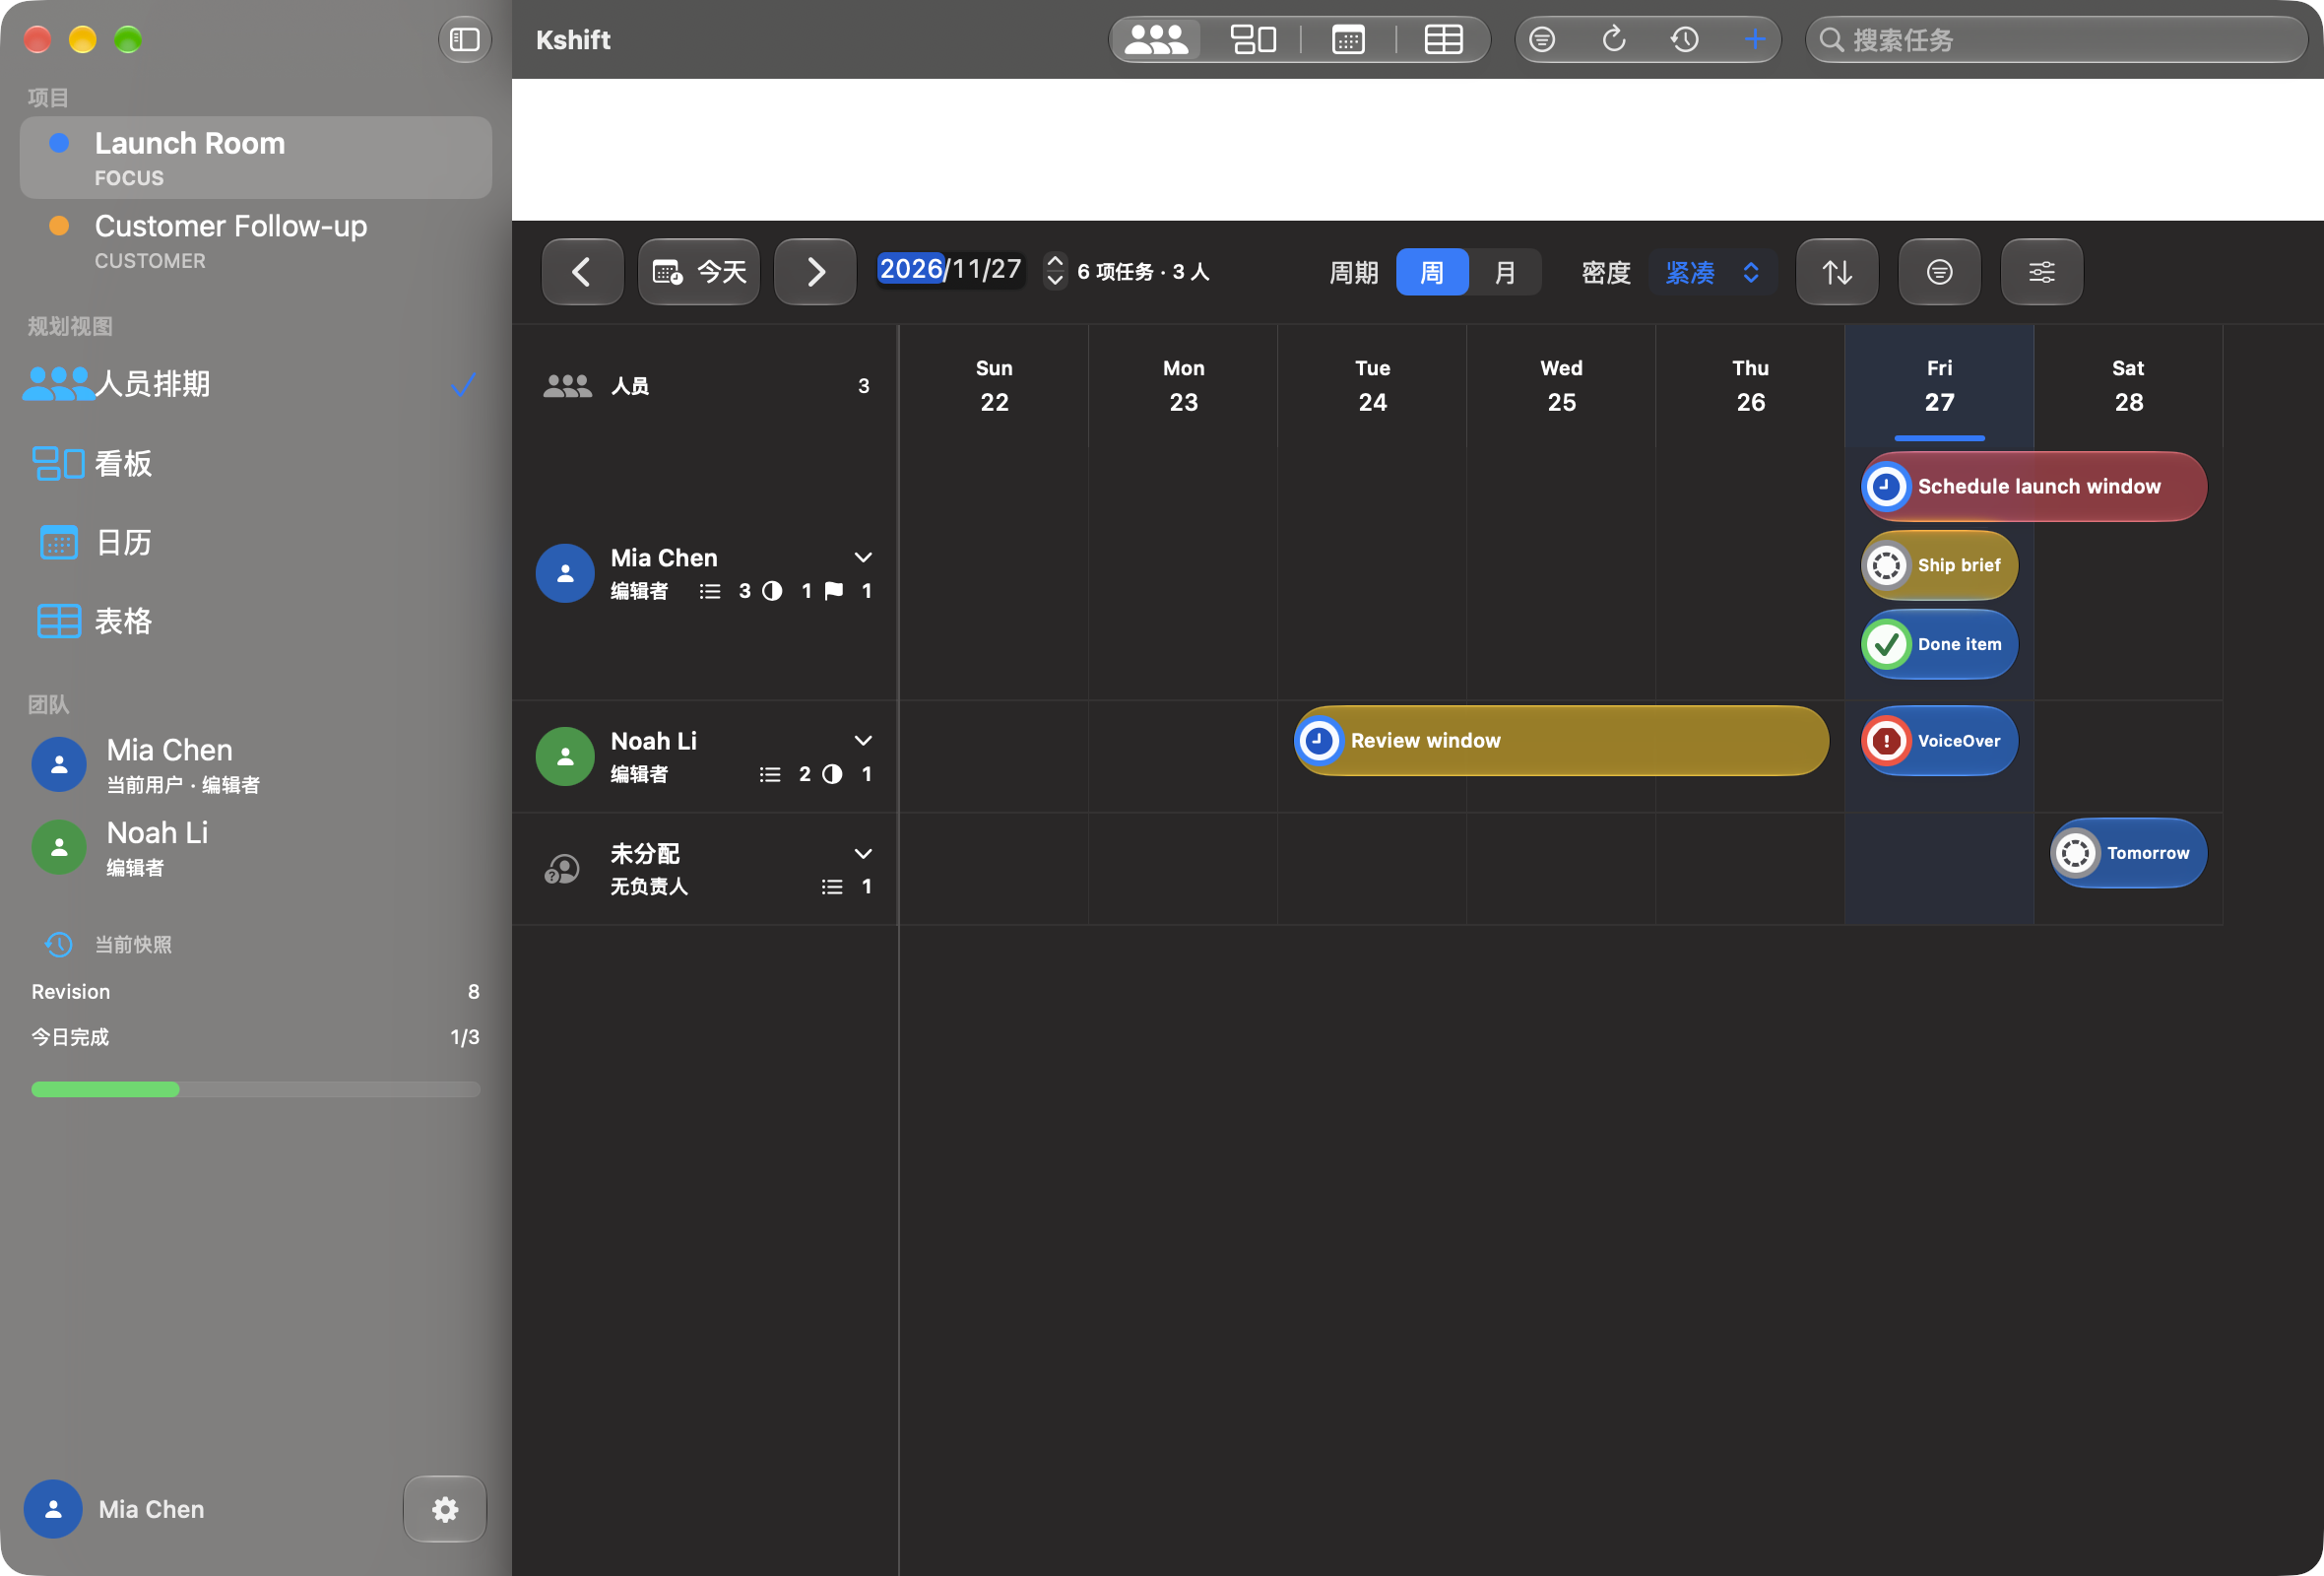 Kshift
搜索任务
项目
Launch Room
FOCUS
Customer Follow-up
CUSTOMER
规划视图
人员排期
看板
日历
表格
团队
Mia Chen
当前用户 · 编辑者
Noah Li
编辑者
当前快照
Revision 8
今日完成 1/3
Mia Chen
今天 2026/11/27 6 项任务 · 3 人 周期 周 月 密度 紧凑
人员 3
Sun Mon Tue Wed Thu Fri Sat
22 23 24 25 26 27 28
Mia Chen
编辑者 3 1 1
Schedule launch window
Ship brief
Done item
Noah Li
编辑者 2 1
Review window
VoiceOver
未分配
无负责人 1
Tomorrow